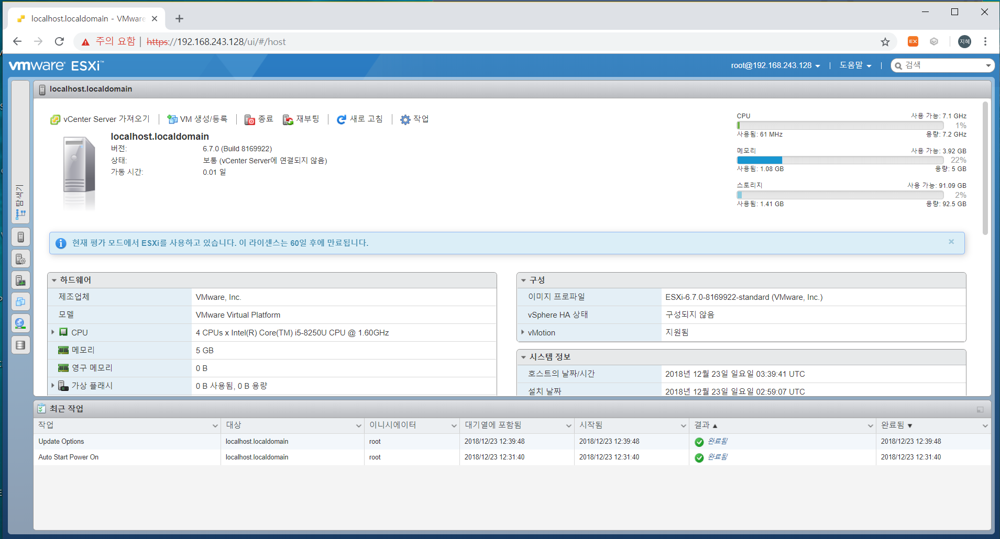 localhost.localdomain - VMware
주의 요함 | https://192.168.243.128/ui/#/host
EX
지혜
vmware ESXi™
root@192.168.243.128 | 도움말 | 검색
localhost.localdomain
탐색기
vCenter Server 가져오기 | VM 생성/등록 | 종료 재부팅 | 새로 고침 | 작업
localhost.localdomain
버전: 6.7.0 (Build 8169922)
상태: 보통 (vCenter Server에 연결되지 않음)
가동 시간: 0.01 일
CPU 사용 가능: 7.1 GHz
1%
사용됨: 61 MHz 용량: 7.2 GHz
메모리 사용 가능: 3.92 GB
22%
사용됨: 1.08 GB 용량: 5 GB
스토리지 사용 가능: 91.09 GB
2%
사용됨: 1.41 GB 용량: 92.5 GB
현재 평가 모드에서 ESXi를 사용하고 있습니다. 이 라이센스는 60일 후에 만료됩니다.
하드웨어
제조업체 VMware, Inc.
모델 VMware Virtual Platform
CPU 4 CPUs x Intel(R) Core(TM) i5-8250U CPU @ 1.60GHz
메모리 5 GB
영구 메모리 0 B
가상 플래시 0 B 사용됨, 0 B 용량
구성
이미지 프로파일 ESXi-6.7.0-8169922-standard (VMware, Inc.)
vSphere HA 상태 구성되지 않음
vMotion 지원됨
시스템 정보
호스트의 날짜/시간 2018년 12월 23일 일요일 03:39:41 UTC
설치 날짜 2018년 12월 23일 일요일 02:59:07 UTC
최근 작업
작업 대상 이니시에이터 대기열에 포함됨 시작됨 결과 ▲ 완료됨 ▼
Update Options localhost.localdomain root 2018/12/23 12:39:48 2018/12/23 12:39:48 완료됨 2018/12/23 12:39:48
Auto Start Power On localhost.localdomain root 2018/12/23 12:31:40 2018/12/23 12:31:40 완료됨 2018/12/23 12:31:40